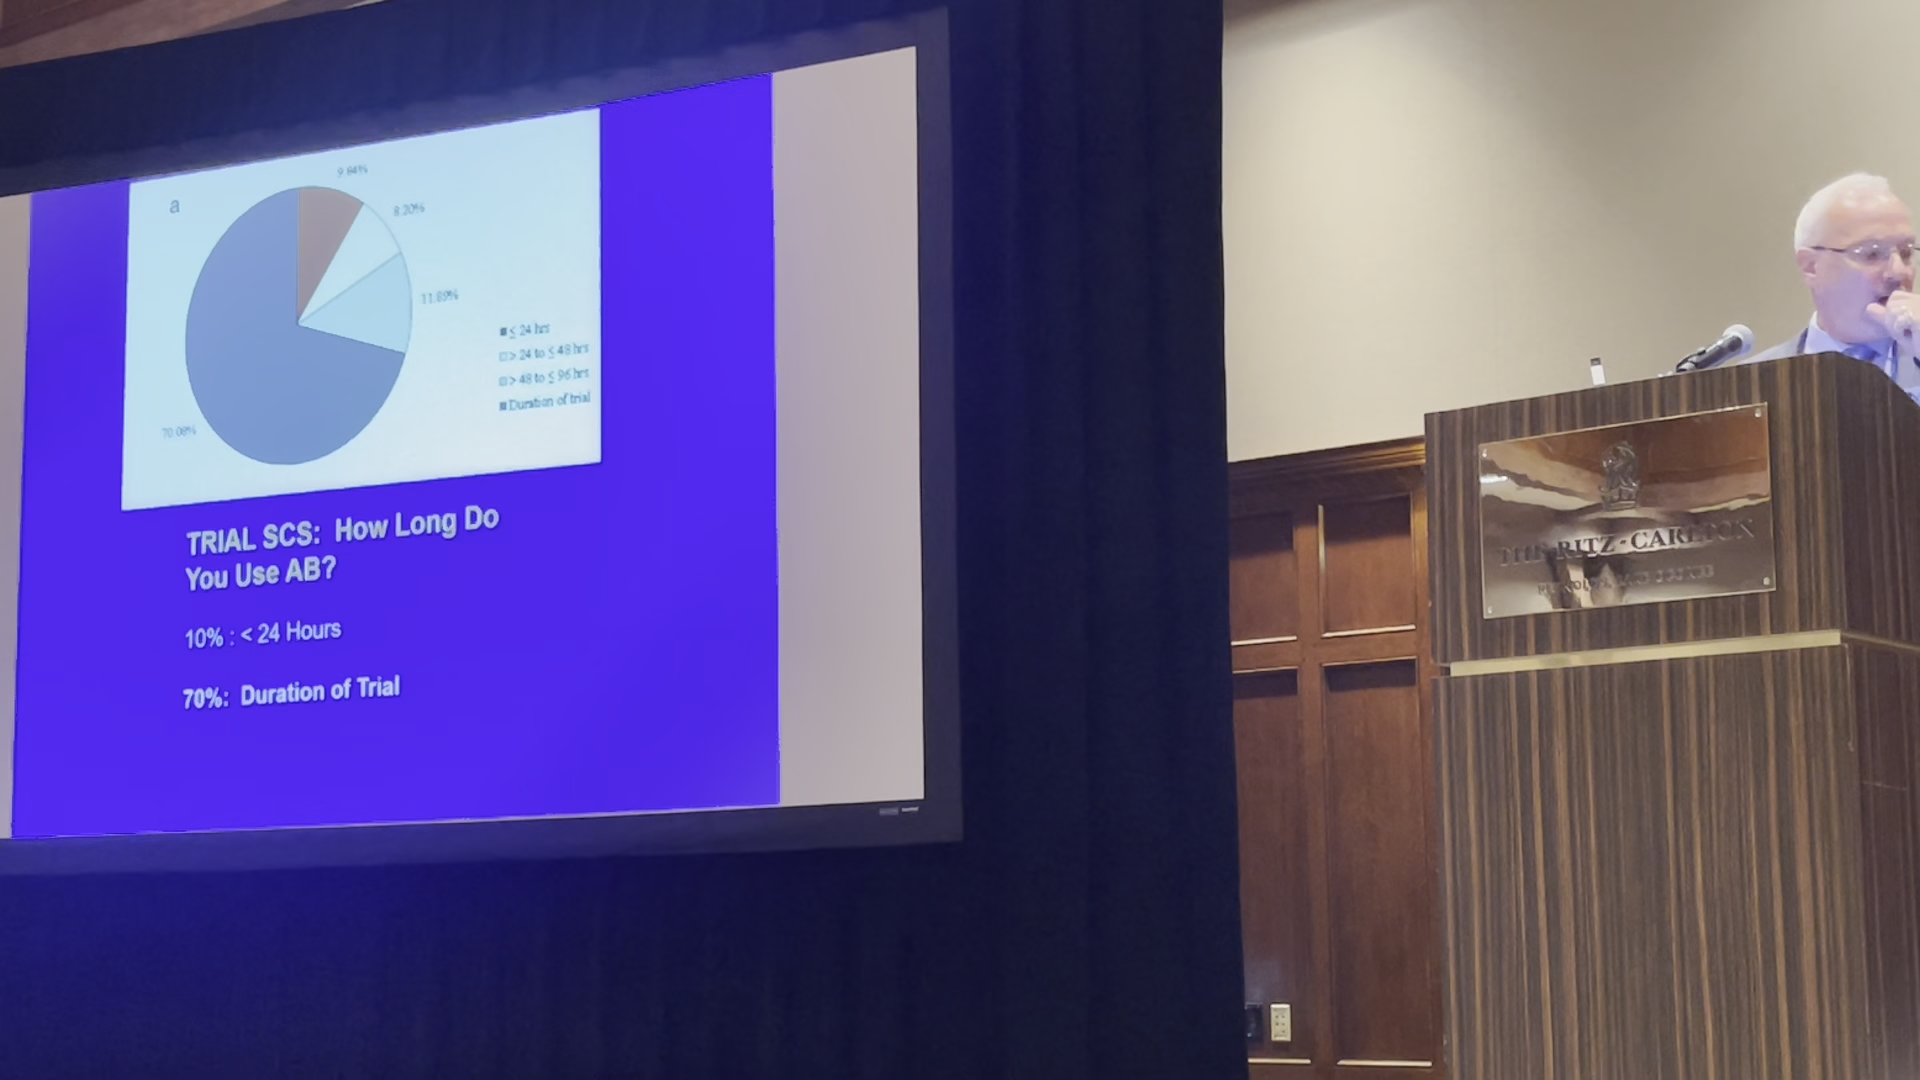 9.84%
a
8.20%
11.89%
≤ 24 hrs
> 24 to ≤ 48 hrs
> 48 to ≤ 96 hrs
Duration of trial
70.08%
TRIAL SCS: How Long Do
You Use AB?
10% : < 24 Hours
70%: Duration of Trial
THE RITZ-CARLTON